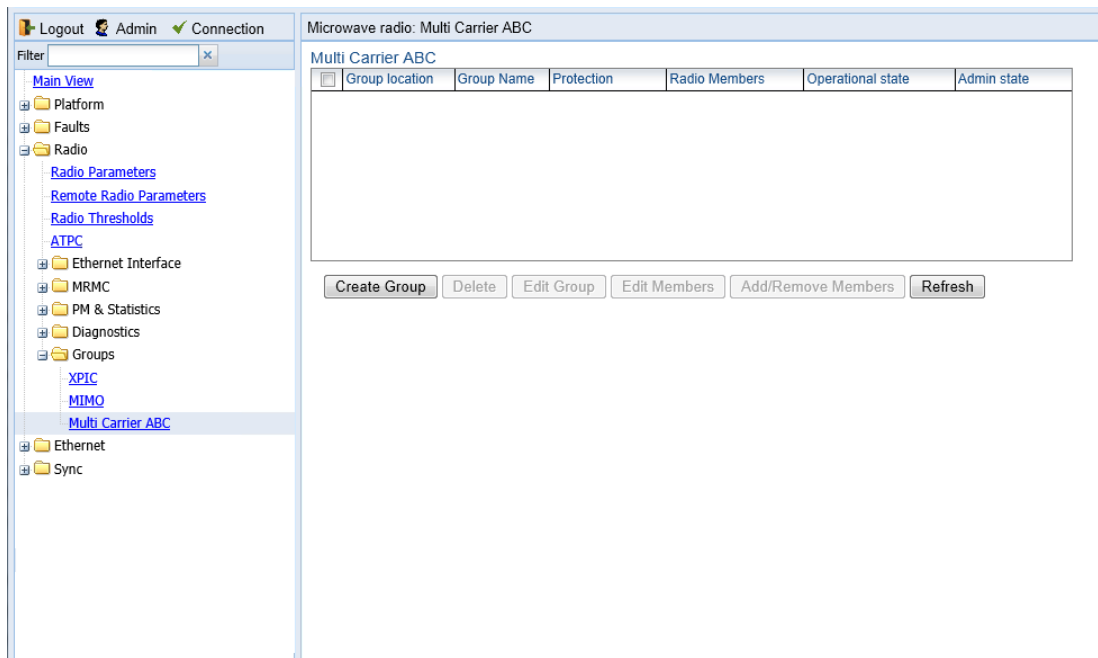 Logout Admin Connection
Filter
Main View
Platform
Faults
Radio
Radio Parameters
Remote Radio Parameters
Radio Thresholds
ATPC
Ethernet Interface
MRMC
PM & Statistics
Diagnostics
Groups
XPIC
MIMO
Multi Carrier ABC
Ethernet
Sync
Microwave radio: Multi Carrier ABC
Multi Carrier ABC
Group location Group Name Protection Radio Members Operational state Admin state
Create Group Delete Edit Group Edit Members Add/Remove Members Refresh